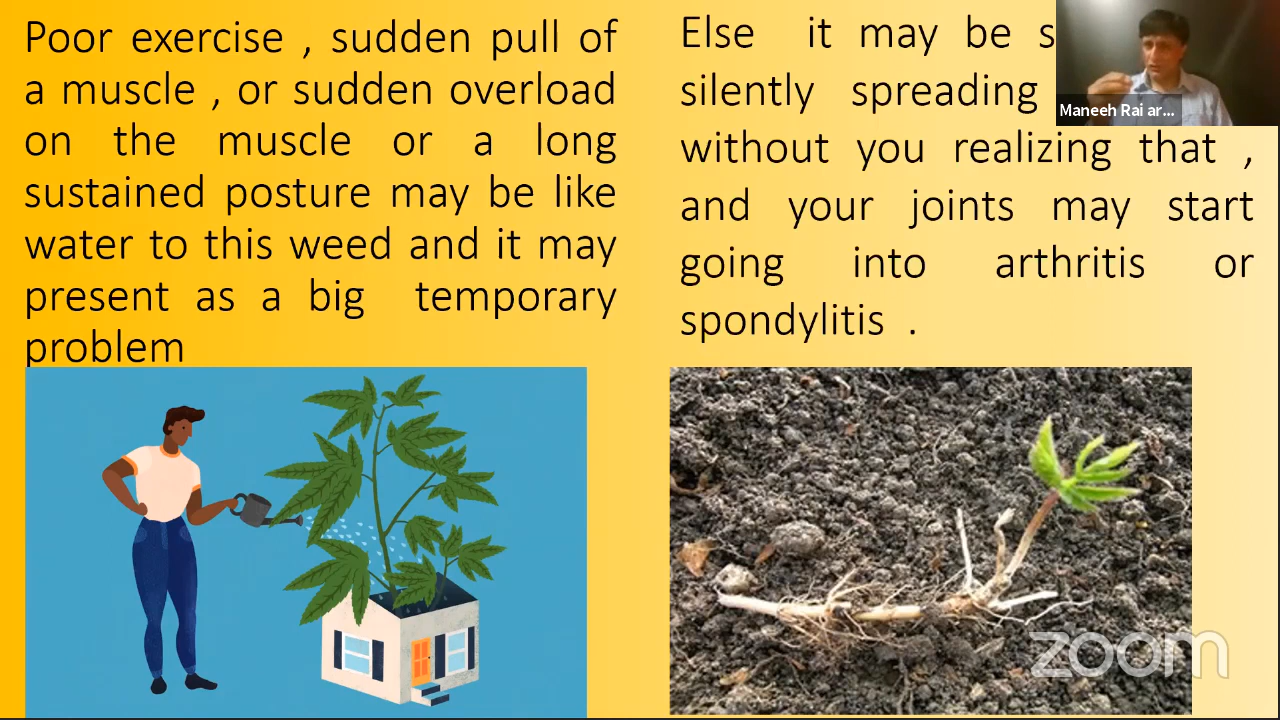 Poor exercise , sudden pull of
a muscle , or sudden overload
on the muscle or a long
sustained posture may be like
water to this weed and it may
present as a big temporary
problem
Else it may be
silently spreading
without you realizing that ,
and your joints may start
going into arthritis or
spondylitis .
Maneeh Rai ar...
zoom